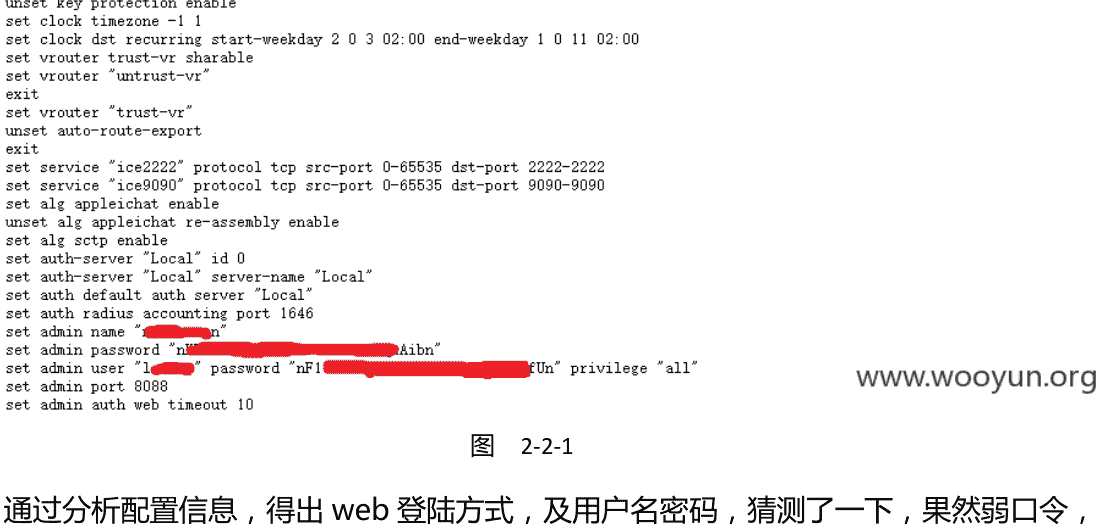 unset key protection enable
set clock timezone -1 1
set clock dst recurring start-weekday 2 0 3 02:00 end-weekday 1 0 11 02:00
set vrouter trust-vr sharable
set vrouter "untrust-vr"
exit
set vrouter "trust-vr"
unset auto-route-export
exit
set service "ice2222" protocol tcp src-port 0-65535 dst-port 2222-2222
set service "ice9090" protocol tcp src-port 0-65535 dst-port 9090-9090
set alg appleichat enable
unset alg appleichat re-assembly enable
set alg sctp enable
set auth-server "Local" id 0
set auth-server "Local" server-name "Local"
set auth default auth server "Local"
set auth radius accounting port 1646
set admin name "n"
set admin password "n Aibn"
set admin user "l " password "nF1 fUn" privilege "all"
set admin port 8088
set admin auth web timeout 10
www.wooyun.org
图 2-2-1
通过分析配置信息，得出 web 登陆方式，及用户名密码，猜测了一下，果然弱口令，